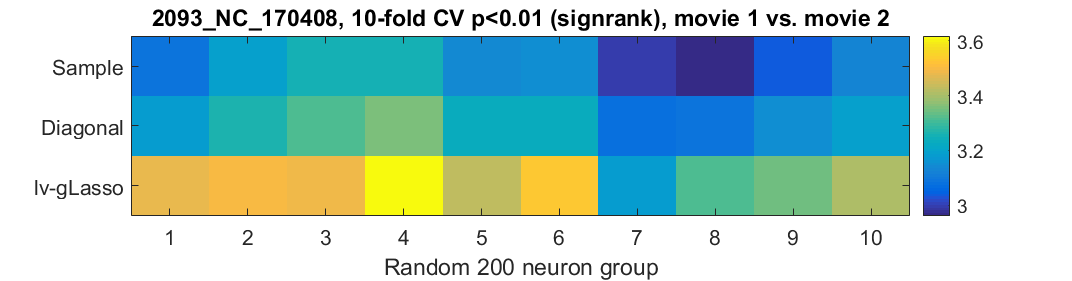 2093_NC_170408, 10-fold CV p<0.01 (signrank), movie 1 vs. movie 2
Sample
Diagonal
lv-gLasso
1 2 3 4 5 6 7 8 9 10
Random 200 neuron group
3.6
3.4
3.2
3